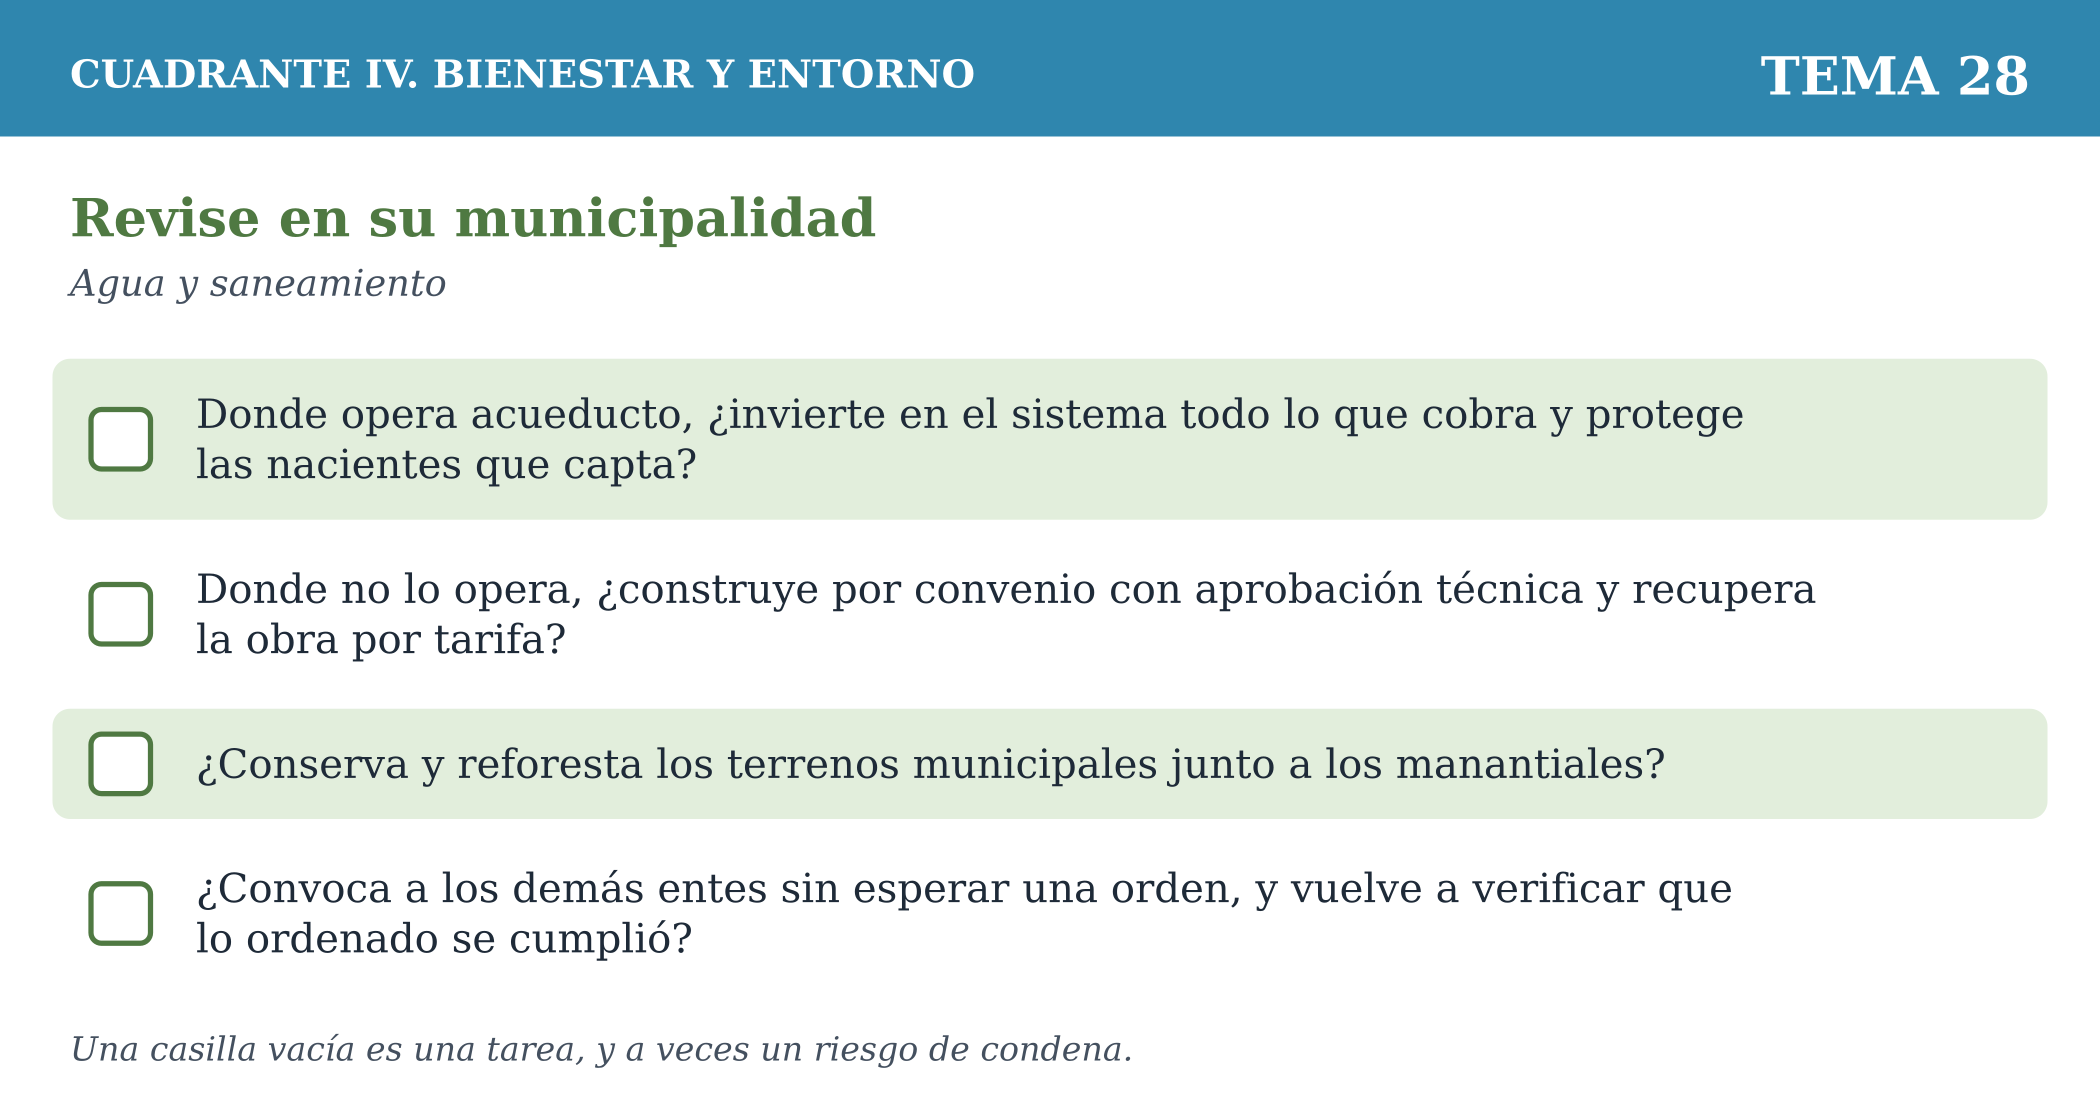 CUADRANTE IV. BIENESTAR Y ENTORNO
TEMA 28
Revise en su municipalidad
Agua y saneamiento
Donde opera acueducto, ¿invierte en el sistema todo lo que cobra y protege
las nacientes que capta?
Donde no lo opera, ¿construye por convenio con aprobación técnica y recupera
la obra por tarifa?
¿Conserva y reforesta los terrenos municipales junto a los manantiales?
¿Convoca a los demás entes sin esperar una orden, y vuelve a verificar que
lo ordenado se cumplió?
Una casilla vacía es una tarea, y a veces un riesgo de condena.